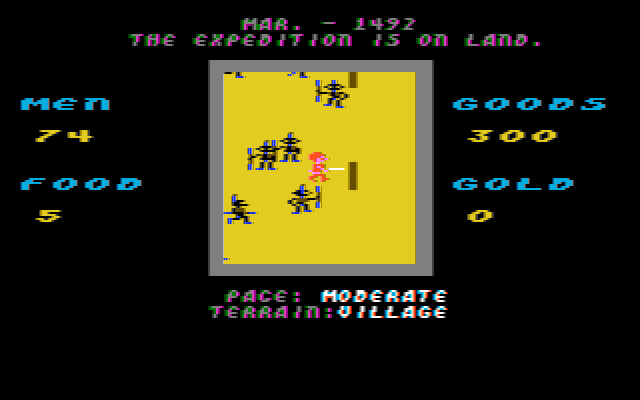 MAR. - 1492
THE EXPEDITION IS ON LAND.
MEN
74
FOOD
5
GOODS
300
GOLD
0
PACE: MODERATE
TERRAIN:VILLAGE